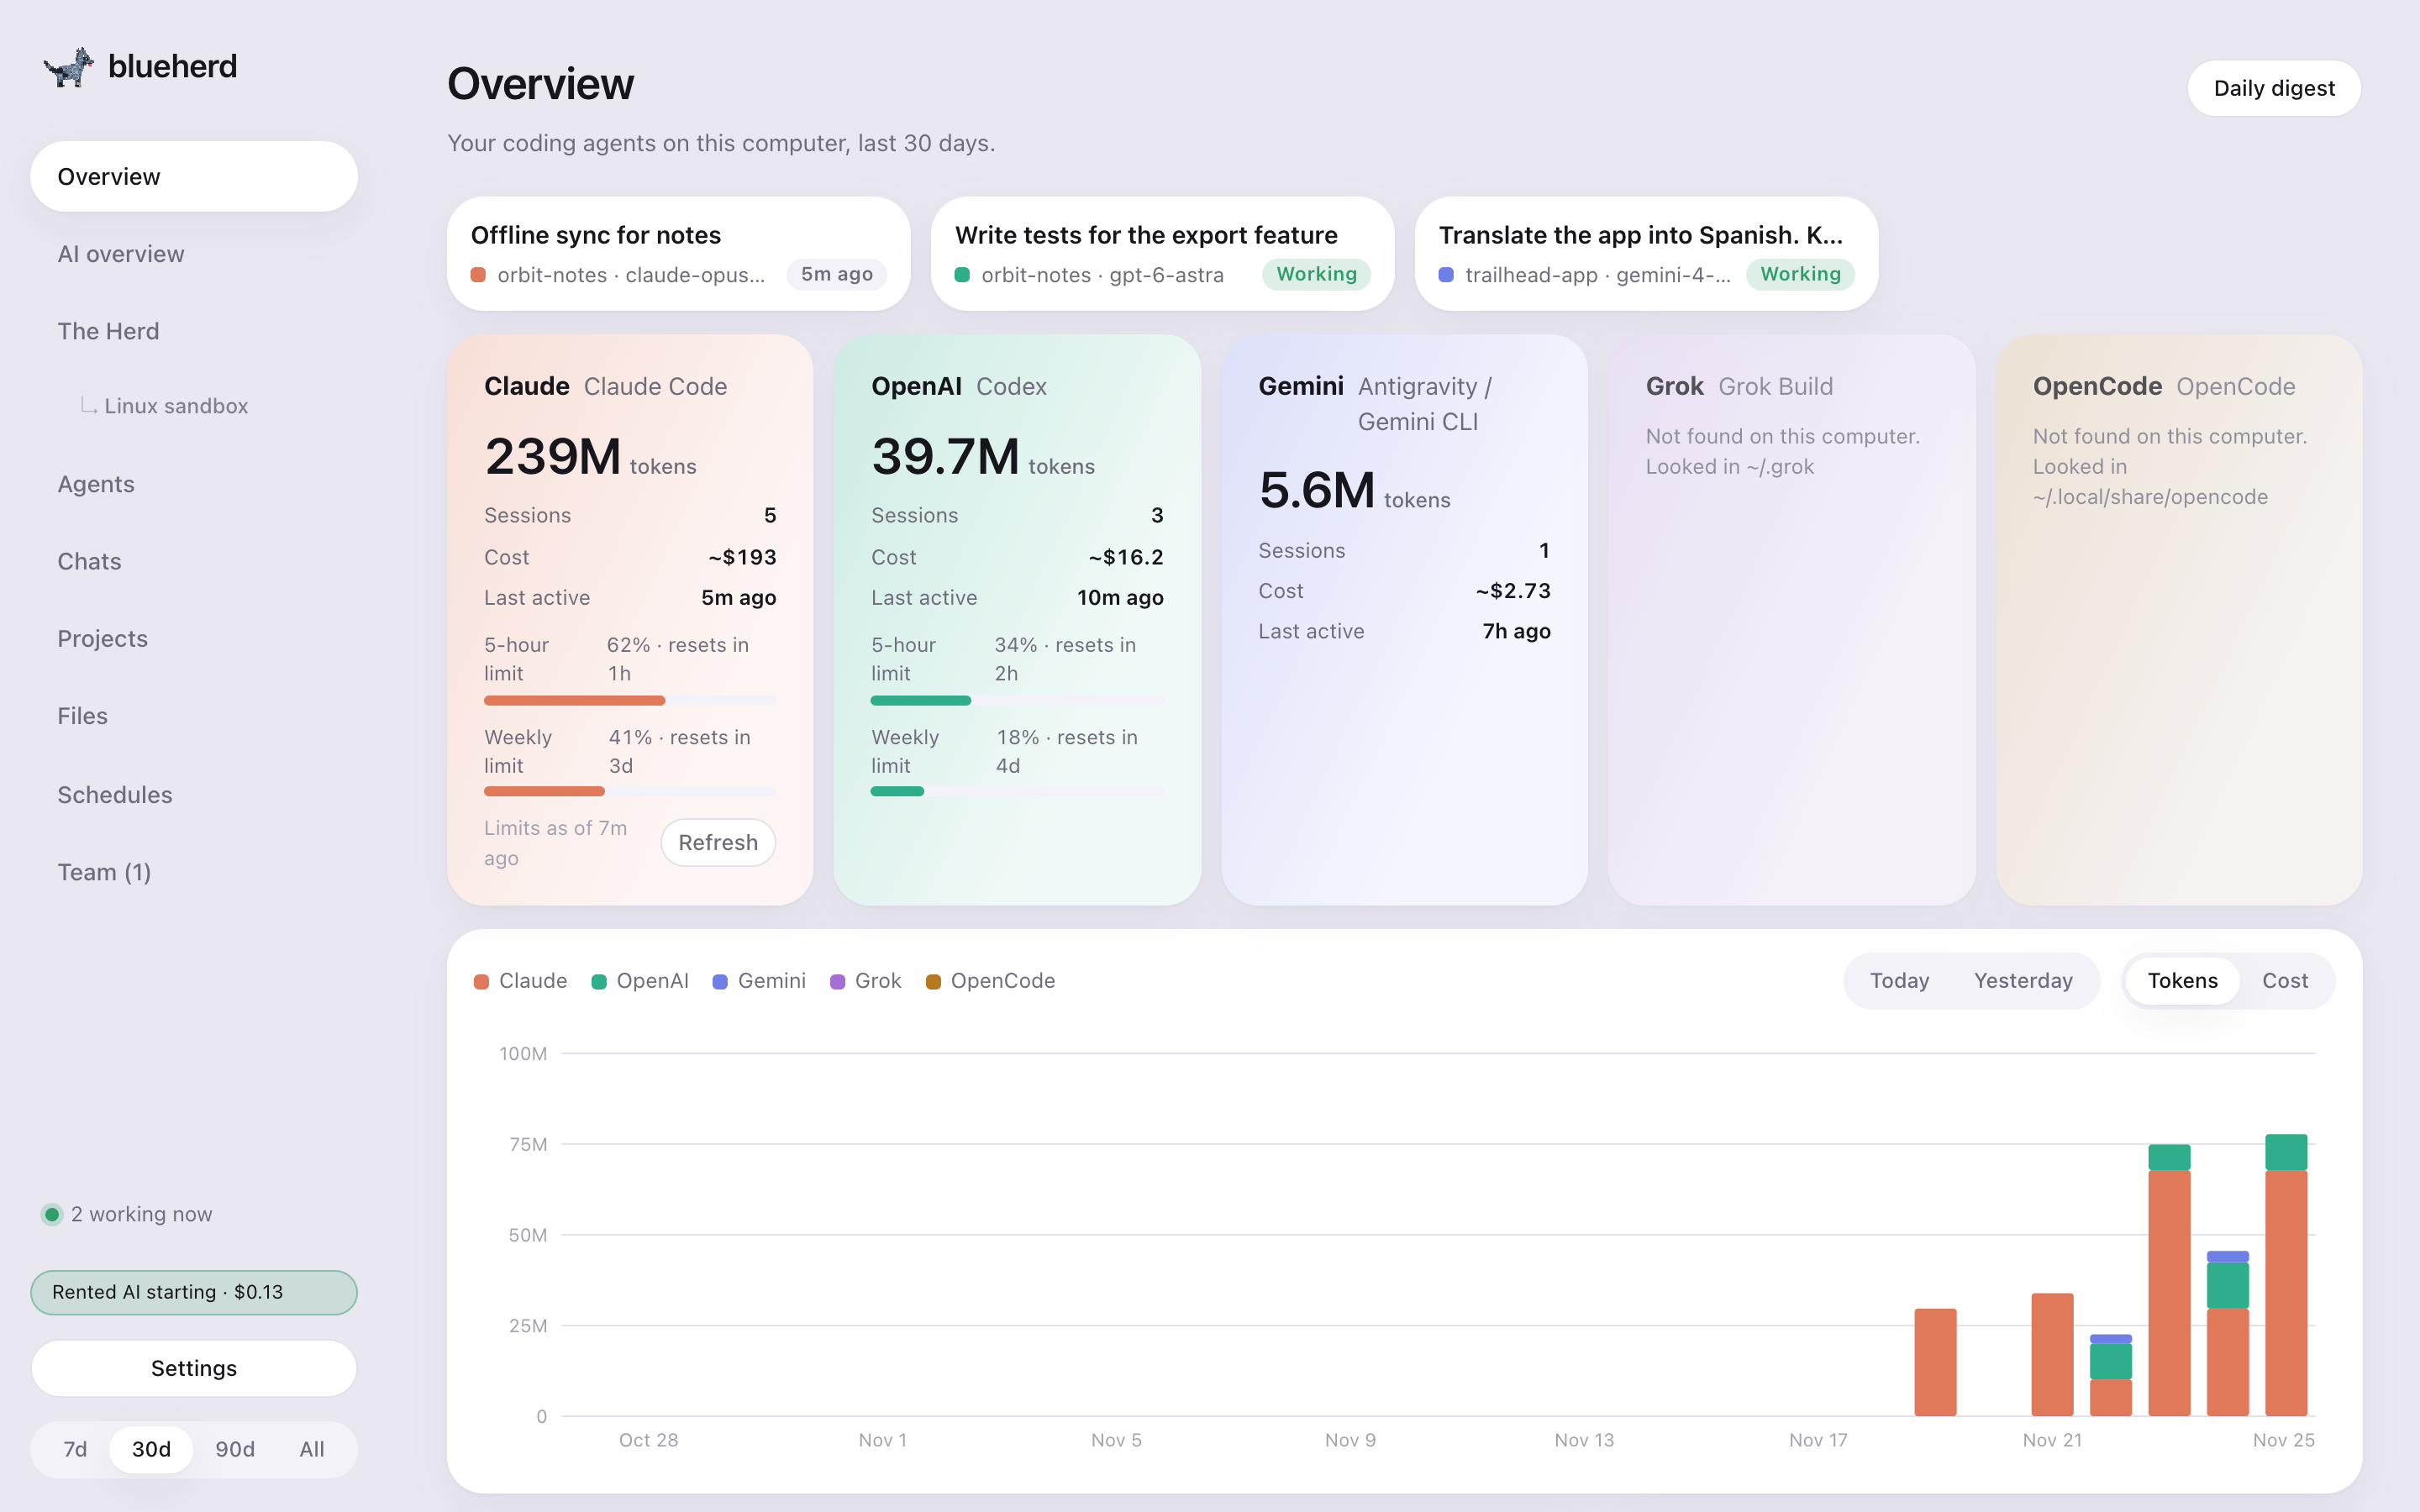 blueherd
Overview
AI overview
The Herd
Linux sandbox
Agents
Chats
Projects
Files
Schedules
Team (1)
2 working now
Rented AI starting · $0.13
Settings
7d 30d 90d All
Overview
Daily digest
Your coding agents on this computer, last 30 days.
Offline sync for notes
orbit-notes · claude-opus... 5m ago
Write tests for the export feature
orbit-notes · gpt-6-astra Working
Translate the app into Spanish. K...
trailhead-app · gemini-4-... Working
Claude Claude Code
239M tokens
Sessions 5
Cost ~$193
Last active 5m ago
5-hour limit 62% · resets in 1h
Weekly limit 41% · resets in 3d
Limits as of 7m ago
Refresh
OpenAI Codex
39.7M tokens
Sessions 3
Cost ~$16.2
Last active 10m ago
5-hour limit 34% · resets in 2h
Weekly limit 18% · resets in 4d
Gemini Antigravity / Gemini CLI
5.6M tokens
Sessions 1
Cost ~$2.73
Last active 7h ago
Grok Grok Build
Not found on this computer.
Looked in ~/.grok
OpenCode OpenCode
Not found on this computer.
Looked in
~/.local/share/opencode
Claude OpenAI Gemini Grok OpenCode
Today Yesterday
Tokens Cost
100M
75M
50M
25M
0
Oct 28 Nov 1 Nov 5 Nov 9 Nov 13 Nov 17 Nov 21 Nov 25